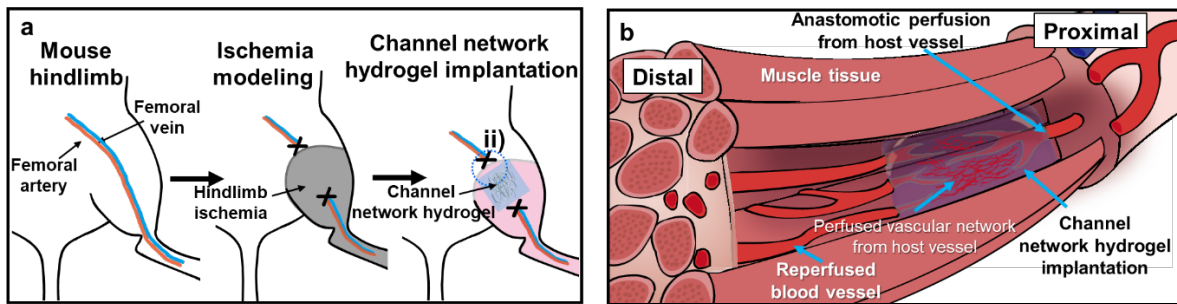 a
Mouse
hindlimb
Femoral
vein
Femoral
artery
Ischemia
modeling
Hindlimb
ischemia
Channel network
hydrogel implantation
ii)
Channel
network hydrogel
b
Anastomotic perfusion
from host vessel
Proximal
Distal
Muscle tissue
Perfused vascular network
from host vessel
Reperfused
blood vessel
Channel
network hydrogel
implantation